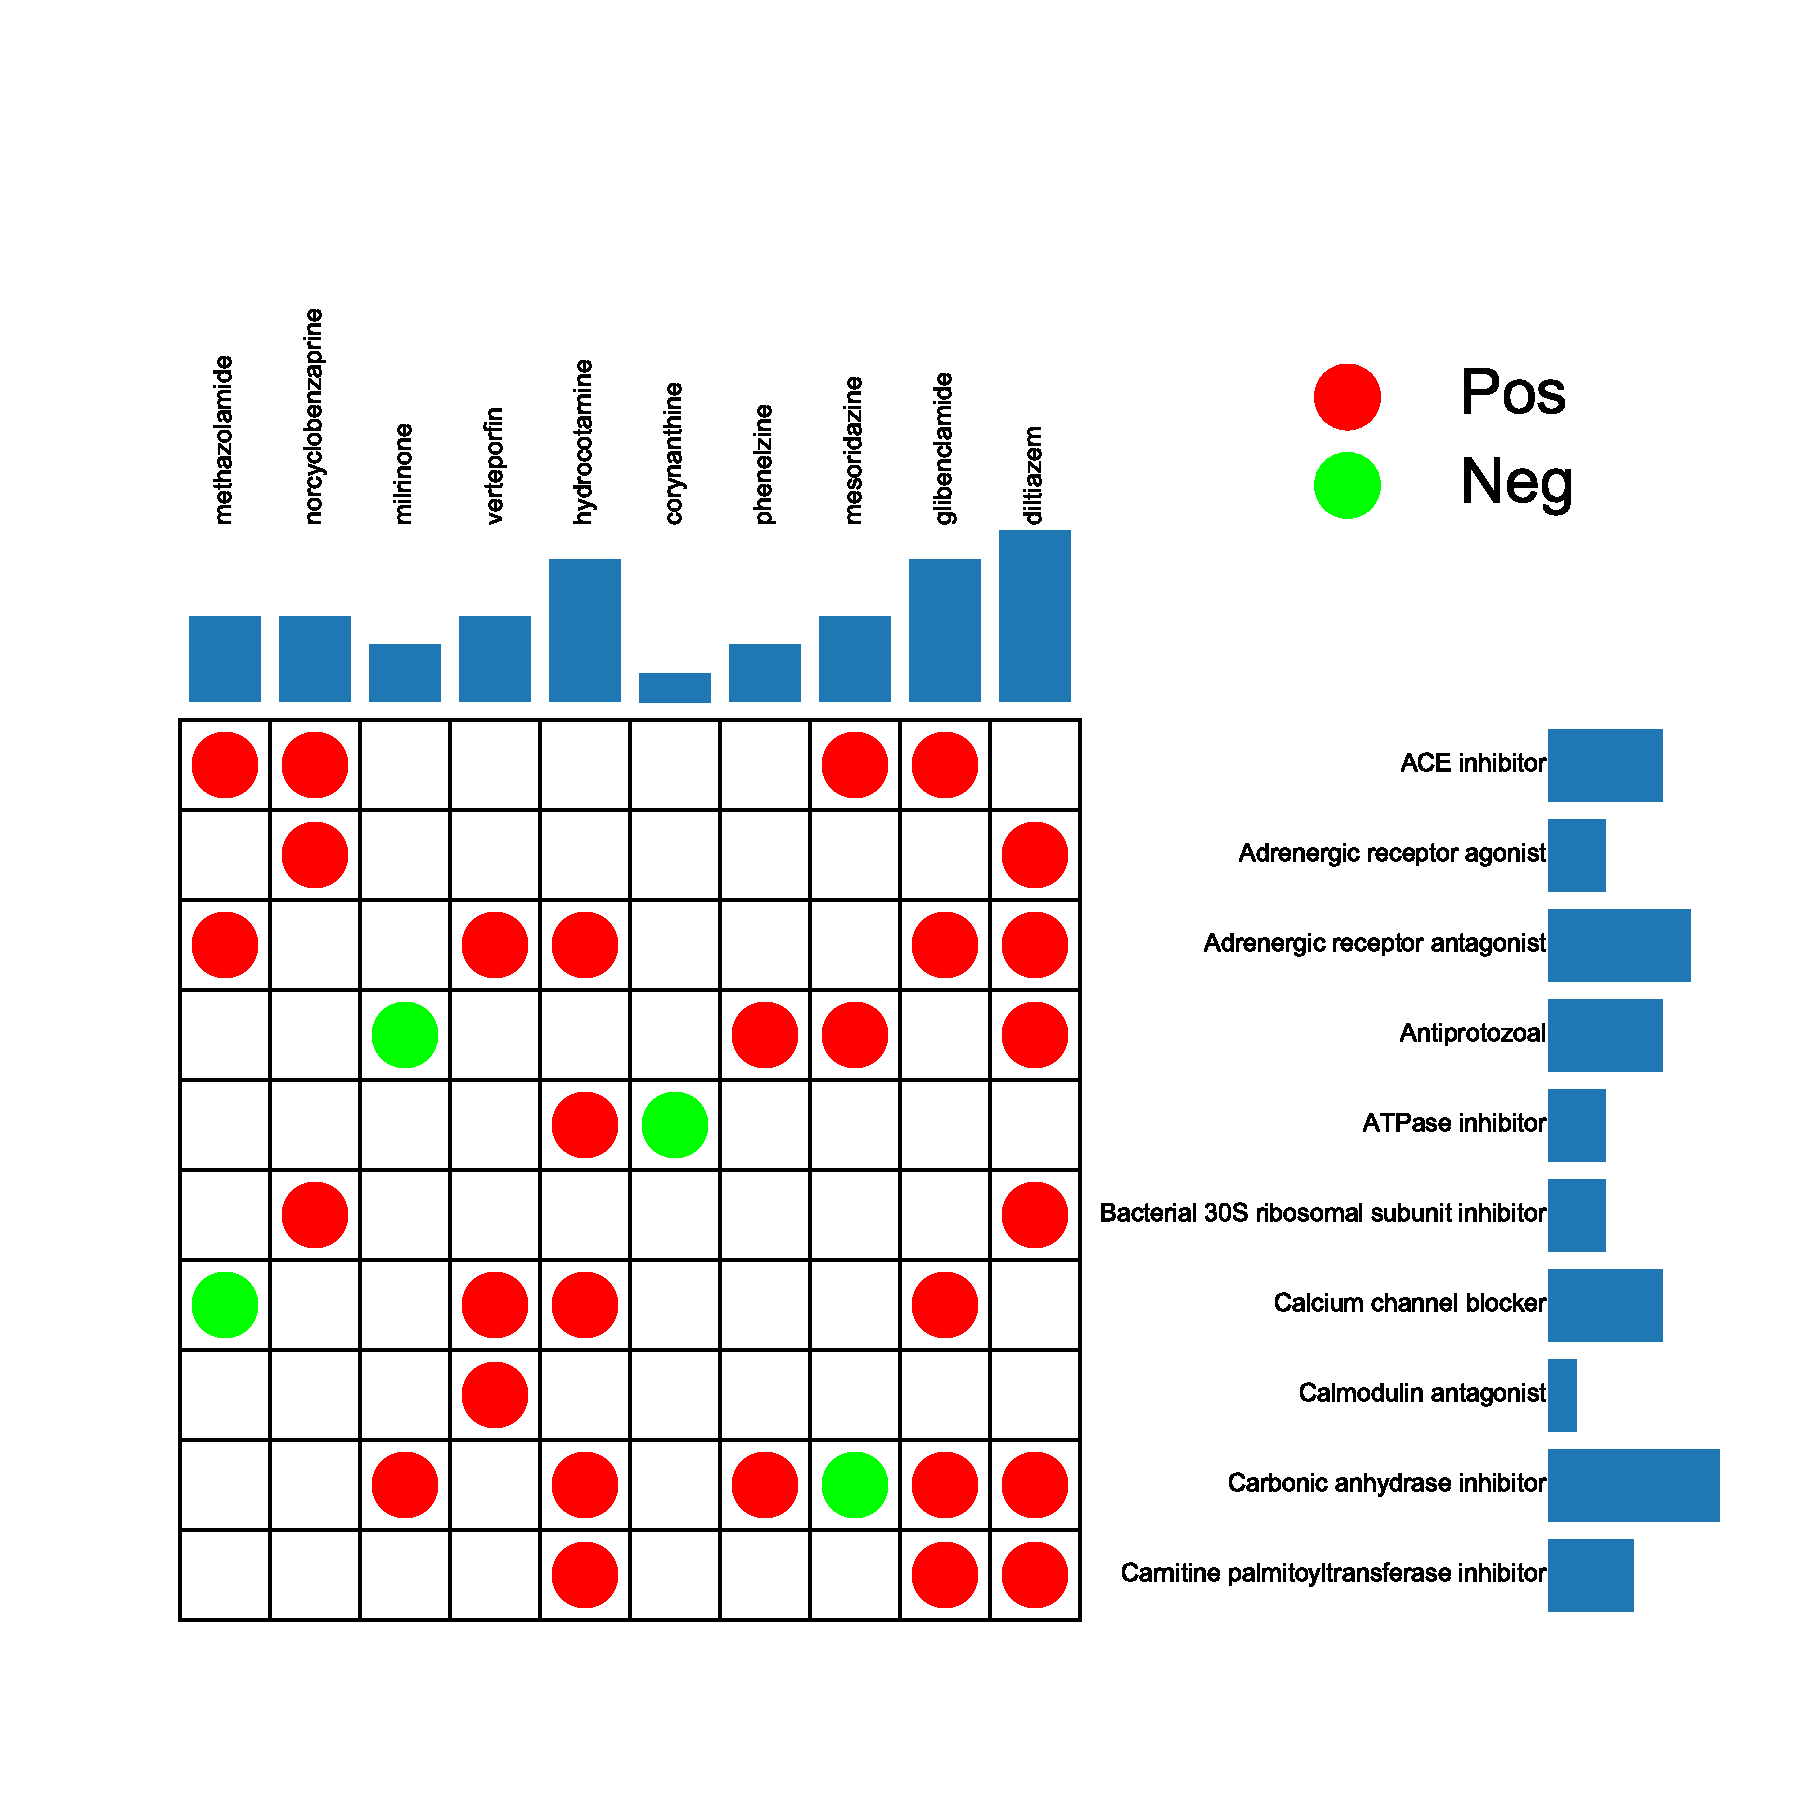 methazolamide
norcyclobenzaprine
milrinone
verteporfin
hydrocotamine
corynanthine
phenelzine
mesoridazine
glibenclamide
diltiazem
Pos
Neg
ACE inhibitor
Adrenergic receptor agonist
Adrenergic receptor antagonist
Antiprotozoal
ATPase inhibitor
Bacterial 30S ribosomal subunit inhibitor
Calcium channel blocker
Calmodulin antagonist
Carbonic anhydrase inhibitor
Carnitine palmitoyltransferase inhibitor